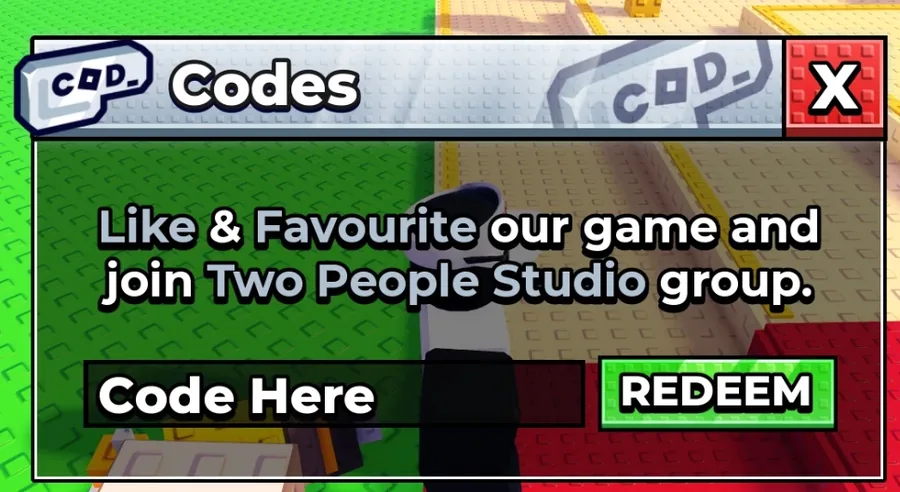 COD_
Codes
COD_
X
Like & Favourite our game and
join Two People Studio group.
Code Here
REDEEM